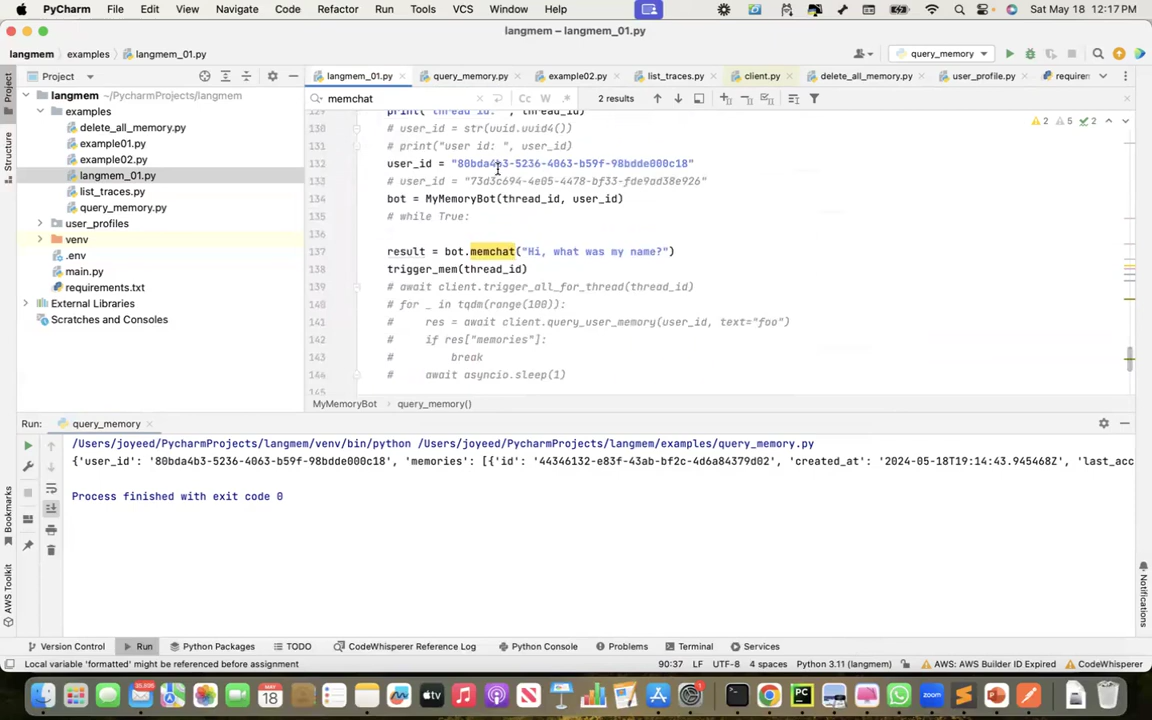 PyCharm File Edit View Navigate Code Refactor Run Tools VCS Window Help Sat May 18 12:17 PM
langmem – langmem_01.py
langmem examples langmem_01.py query_memory
Project langmem_01.py query_memory.py example02.py list_traces.py client.py delete_all_memory.py user_profile.py requiren
langmem ~/PycharmProjects/langmem
examples
delete_all_memory.py
example01.py
example02.py
langmem_01.py
list_traces.py
query_memory.py
user_profiles
venv
.env
main.py
requirements.txt
External Libraries
Scratches and Consoles
memchat Cc W .* 2 results
2 5 2
129 print("thread id: ", thread_id)
130 # user_id = str(uuid.uuid4())
131 # print("user id: ", user_id)
132 user_id = "80bda4b3-5236-4063-b59f-98bdde000c18"
133 # user_id = "73d3c694-4e05-4478-bf33-fde9ad38e926"
134 bot = MyMemoryBot(thread_id, user_id)
135 # while True:
136
137 result = bot.memchat("Hi, what was my name?")
138 trigger_mem(thread_id)
139 # await client.trigger_all_for_thread(thread_id)
140 # for _ in tqdm(range(100)):
141 #     res = await client.query_user_memory(user_id, text="foo")
142 #     if res["memories"]:
143 #         break
144 #     await asyncio.sleep(1)
145
MyMemoryBot query_memory()
Run: query_memory
/Users/joyeed/PycharmProjects/langmem/venv/bin/python /Users/joyeed/PycharmProjects/langmem/examples/query_memory.py
{'user_id': '80bda4b3-5236-4063-b59f-98bdde000c18', 'memories': [{'id': '44346132-e83f-43ab-bf2c-4d6a84379d02', 'created_at': '2024-05-18T19:14:43.945468Z', 'last_acc
Process finished with exit code 0
Project
Structure
Bookmarks
AWS Toolkit
Notifications
Version Control Run Python Packages TODO CodeWhisperer Reference Log Python Console Problems Terminal Services
Local variable 'formatted' might be referenced before assignment 90:37 LF UTF-8 4 spaces Python 3.11 (langmem) AWS: AWS Builder ID Expired CodeWhisperer